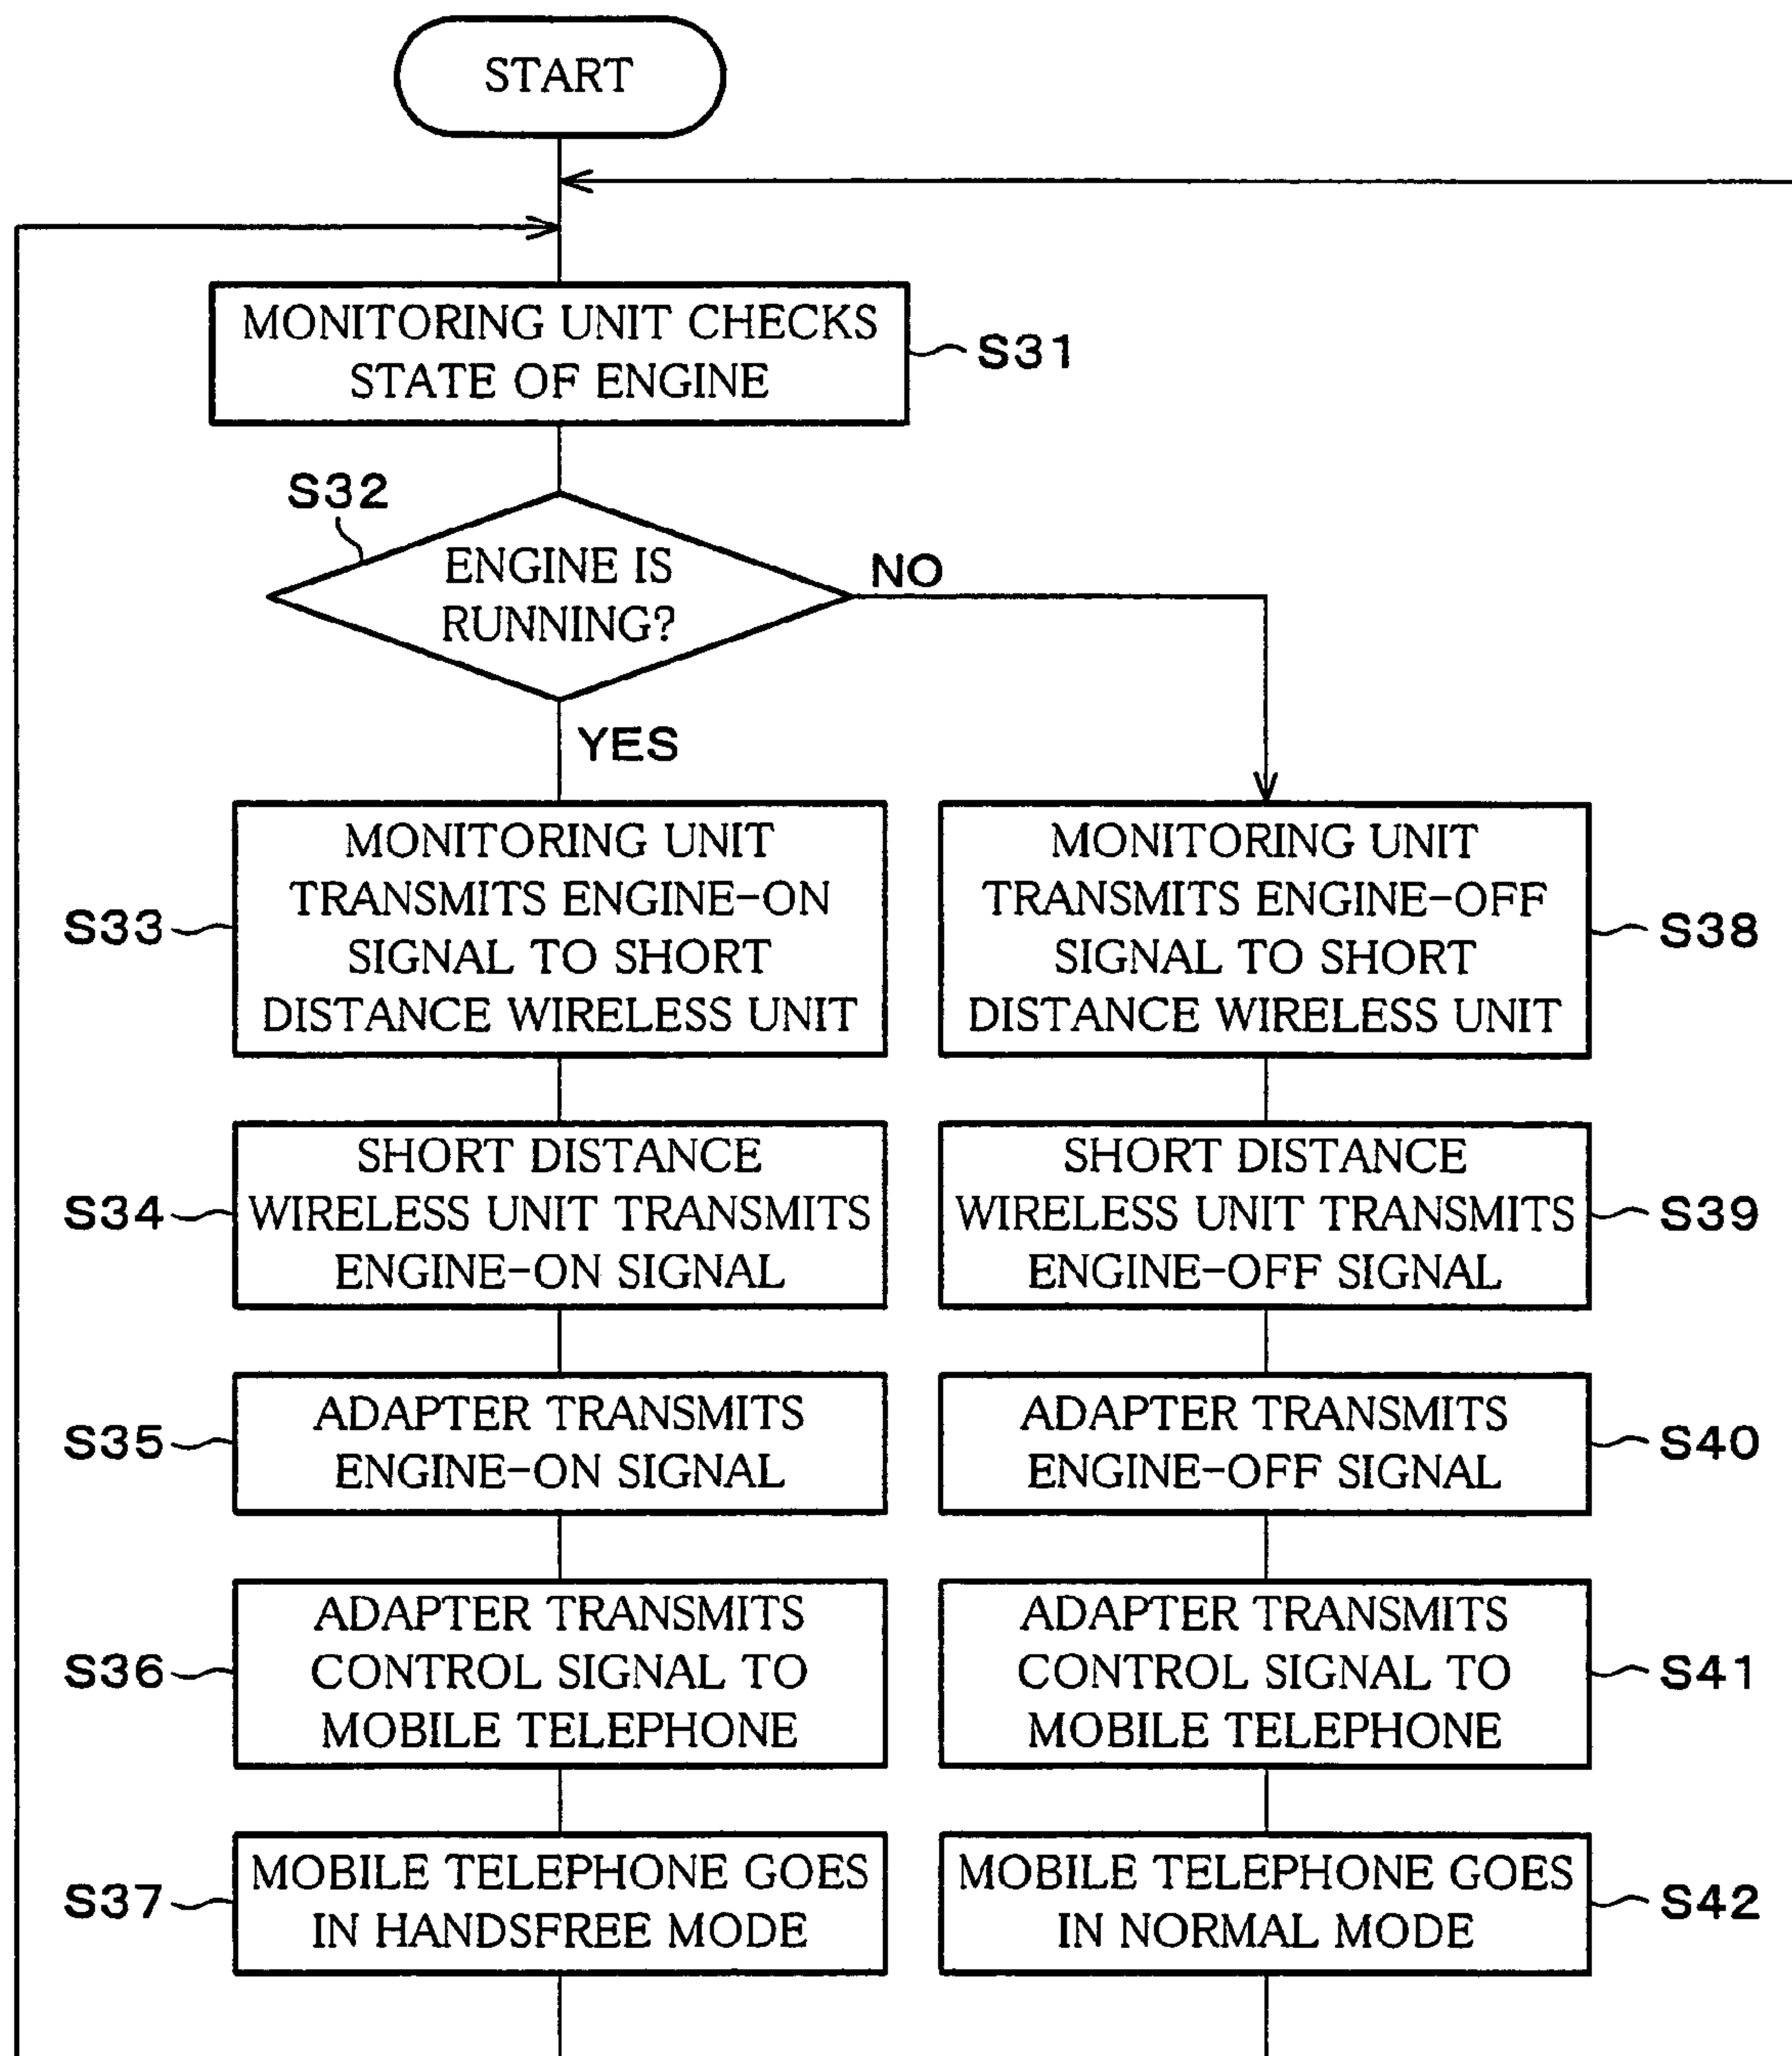 START
MONITORING UNIT CHECKS
STATE OF ENGINE
S31
S32
ENGINE IS
RUNNING?
NO
YES
MONITORING UNIT
TRANSMITS ENGINE-ON
SIGNAL TO SHORT
DISTANCE WIRELESS UNIT
S33
MONITORING UNIT
TRANSMITS ENGINE-OFF
SIGNAL TO SHORT
DISTANCE WIRELESS UNIT
S38
SHORT DISTANCE
WIRELESS UNIT TRANSMITS
ENGINE-ON SIGNAL
S34
SHORT DISTANCE
WIRELESS UNIT TRANSMITS
ENGINE-OFF SIGNAL
S39
ADAPTER TRANSMITS
ENGINE-ON SIGNAL
S35
ADAPTER TRANSMITS
ENGINE-OFF SIGNAL
S40
ADAPTER TRANSMITS
CONTROL SIGNAL TO
MOBILE TELEPHONE
S36
ADAPTER TRANSMITS
CONTROL SIGNAL TO
MOBILE TELEPHONE
S41
MOBILE TELEPHONE GOES
IN HANDSFREE MODE
S37
MOBILE TELEPHONE GOES
IN NORMAL MODE
S42